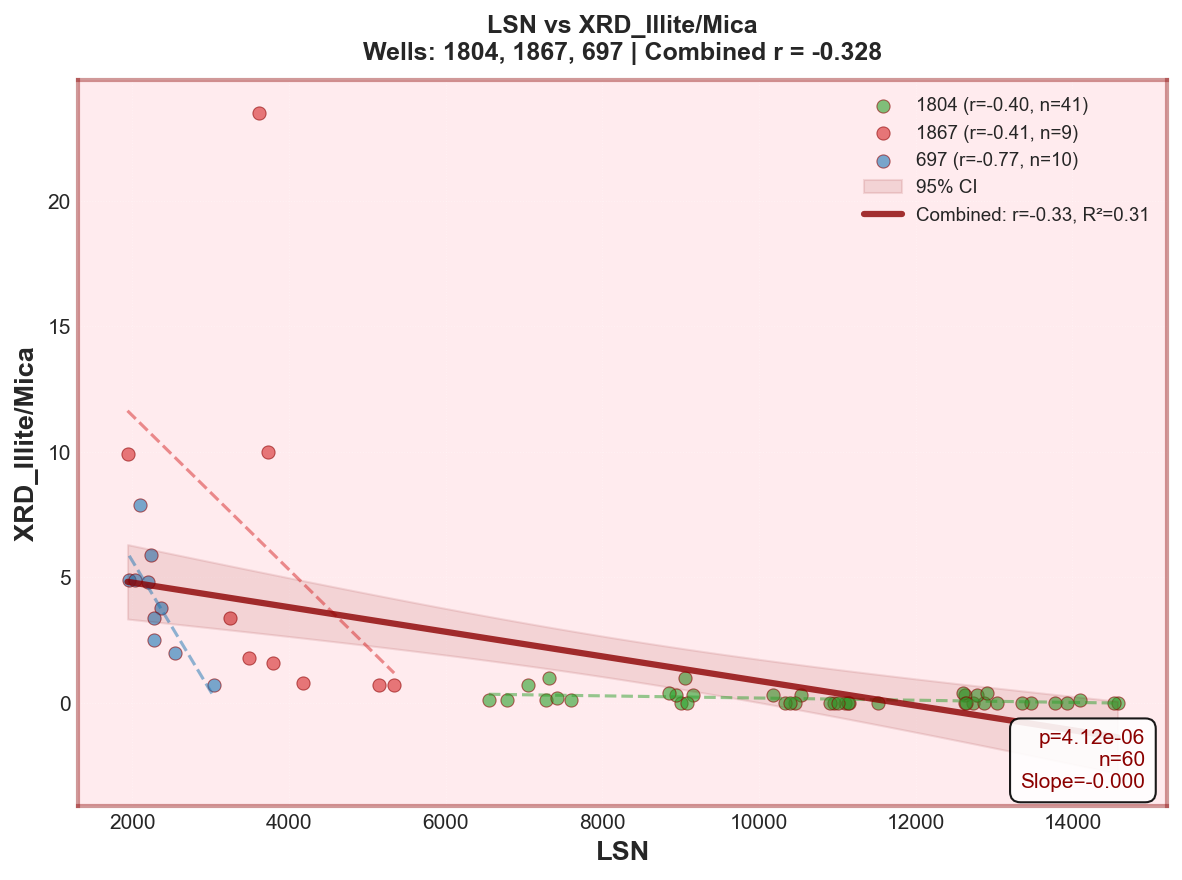 LSN vs XRD_Illite/Mica
Wells: 1804, 1867, 697 | Combined r = -0.328
1804 (r=-0.40, n=41)
1867 (r=-0.41, n=9)
697 (r=-0.77, n=10)
95% CI
Combined: r=-0.33, R²=0.31
XRD_Illite/Mica
20
15
10
5
0
p=4.12e-06
n=60
Slope=-0.000
2000 4000 6000 8000 10000 12000 14000
LSN